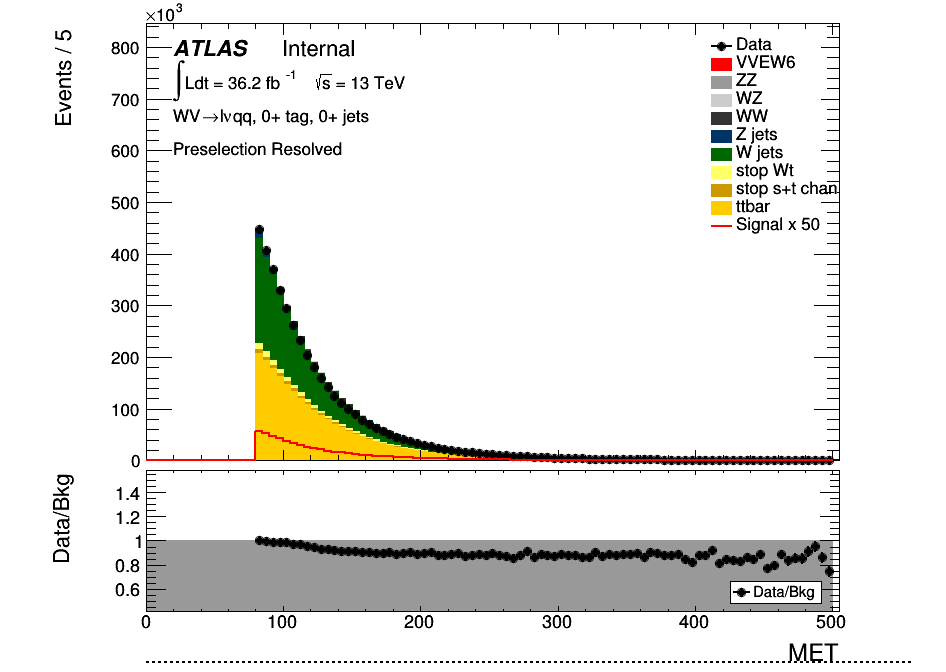 ×10³
Events / 5
800
700
600
500
400
300
200
100
0
ATLAS Internal
∫Ldt = 36.2 fb⁻¹ √s = 13 TeV
WV→lνqq, 0+ tag, 0+ jets
Preselection Resolved
Data
VVEW6
ZZ
WZ
WW
Z jets
W jets
stop Wt
stop s+t chan
ttbar
Signal x 50
Data/Bkg
1.4
1.2
1
0.8
0.6
Data/Bkg
0 100 200 300 400 500
MET